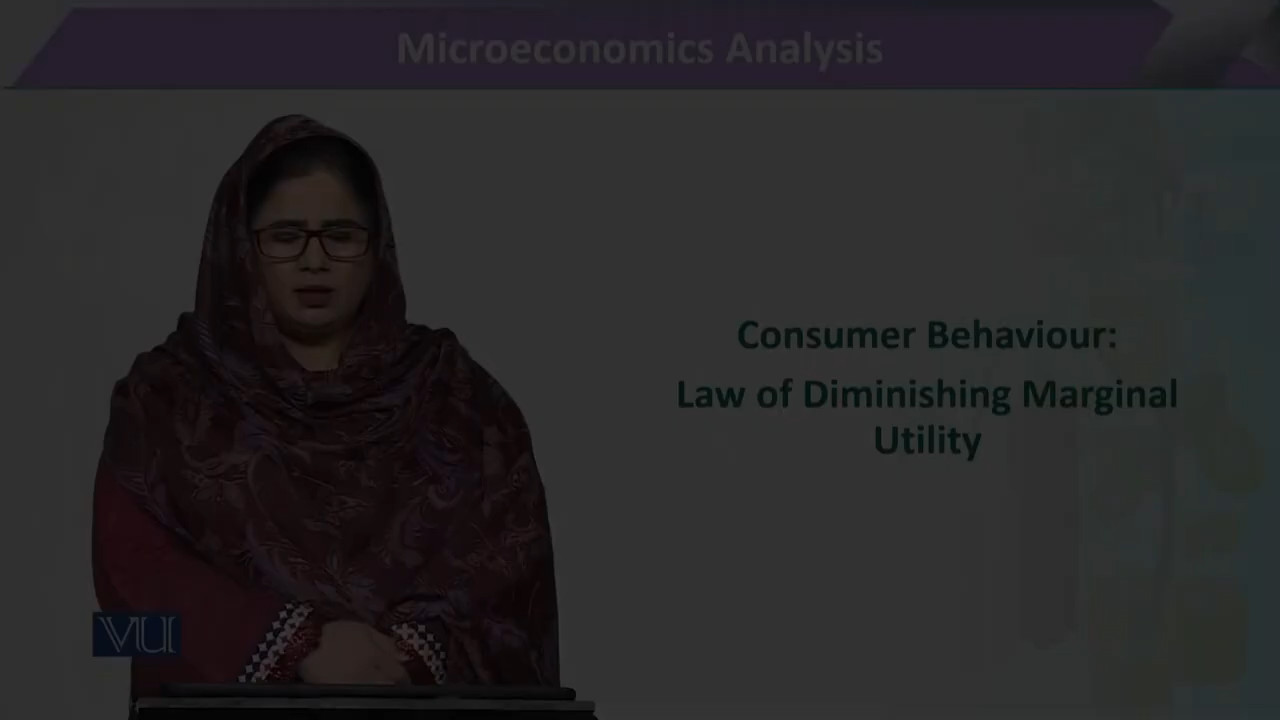 Microeconomics Analysis
Consumer Behaviour:
Law of Diminishing Marginal
Utility
VU